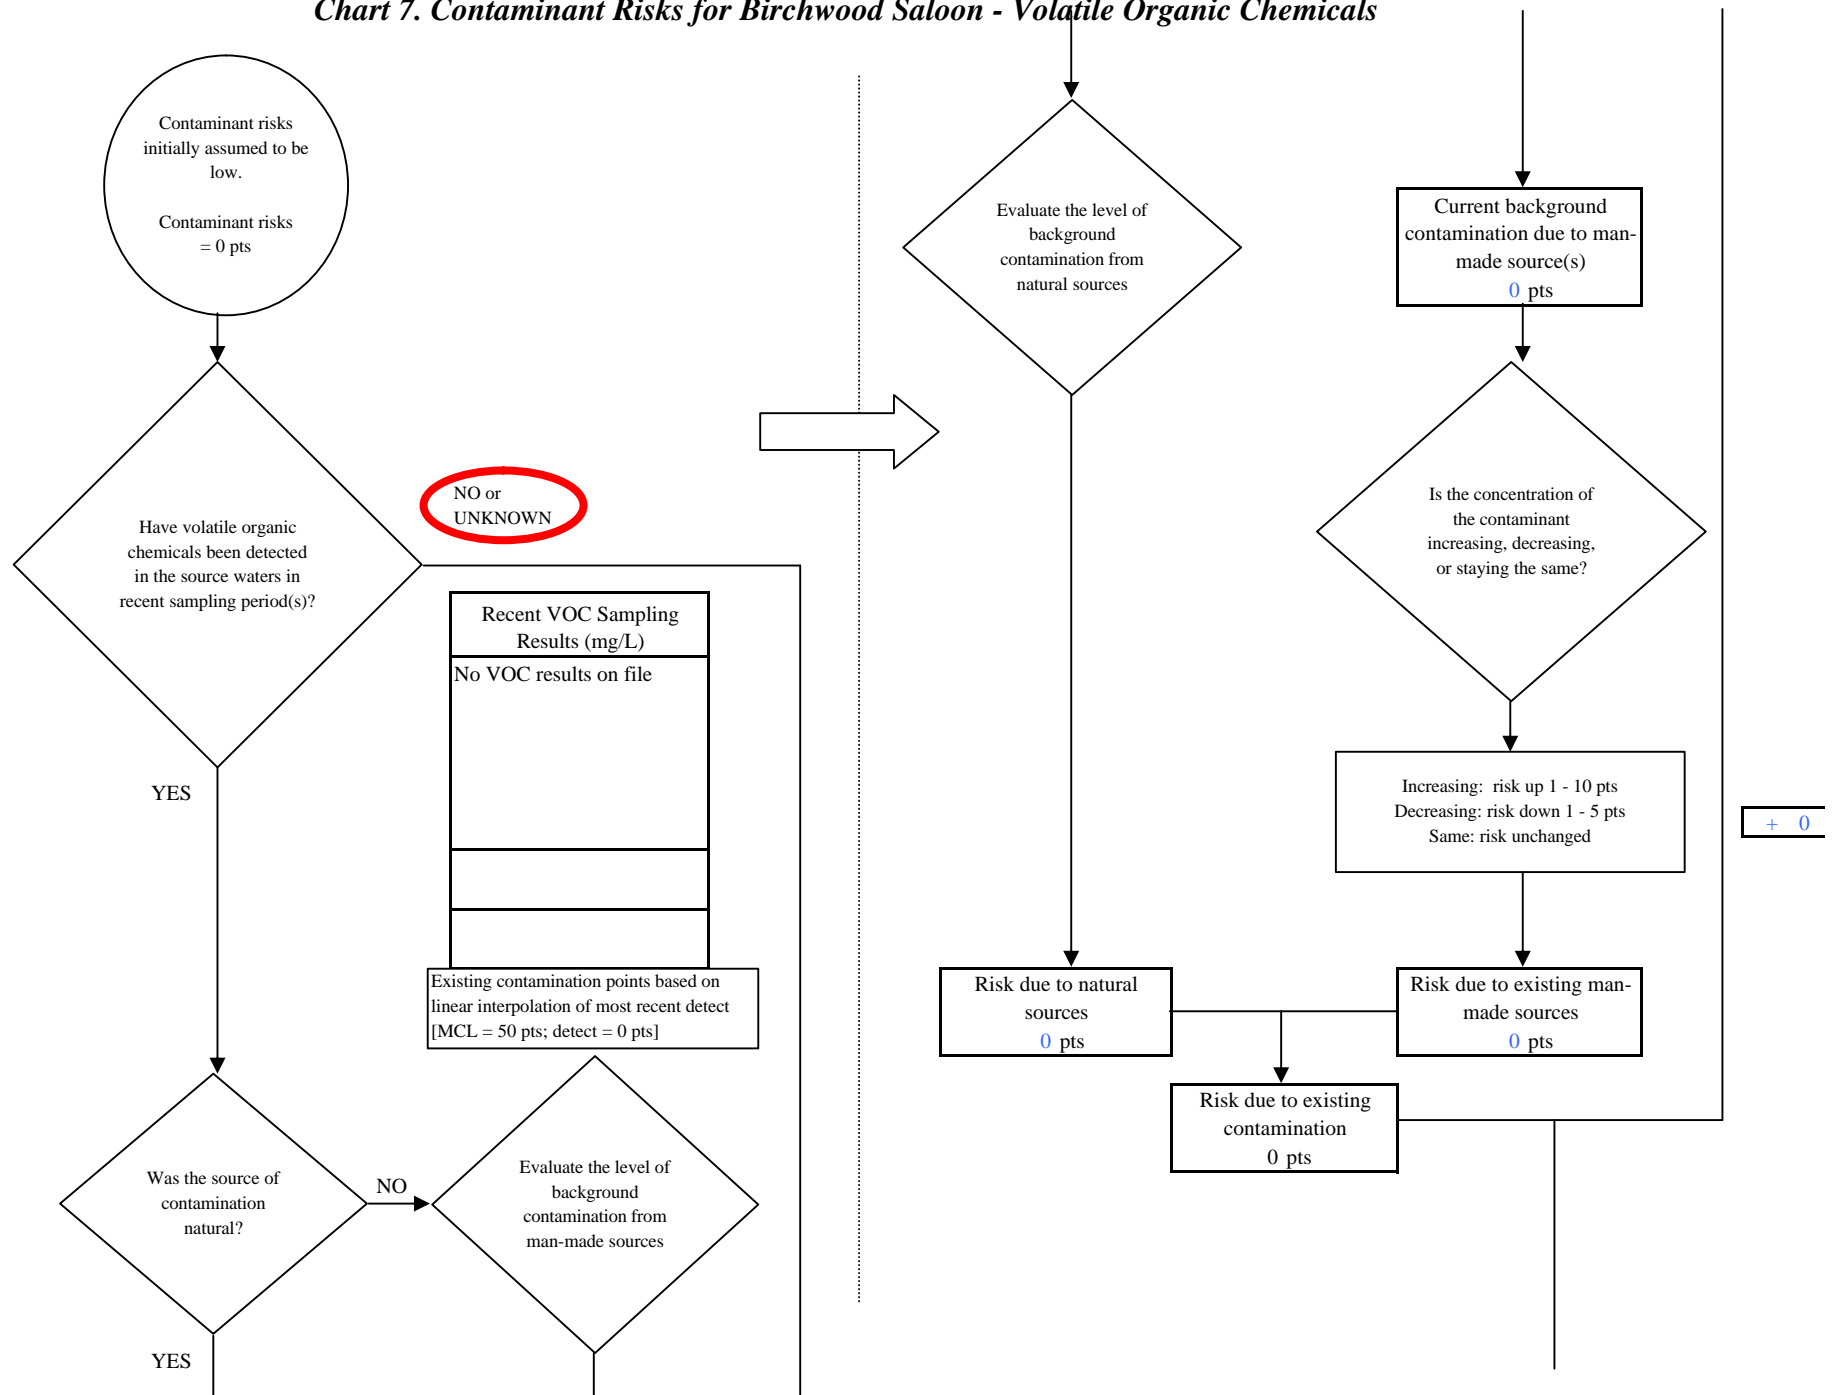 Chart 7. Contaminant Risks for Birchwood Saloon - Volatile Organic Chemicals
Contaminant risks
initially assumed to be
low.
Contaminant risks
= 0 pts
Have volatile organic
chemicals been detected
in the source waters in
recent sampling period(s)?
NO or
UNKNOWN
YES
Recent VOC Sampling
Results (mg/L)
No VOC results on file
Existing contamination points based on
linear interpolation of most recent detect
[MCL = 50 pts; detect = 0 pts]
Was the source of
contamination
natural?
NO
YES
Evaluate the level of
background
contamination from
man-made sources
Evaluate the level of
background
contamination from
natural sources
Current background
contamination due to man-
made source(s)
0 pts
Is the concentration of
the contaminant
increasing, decreasing,
or staying the same?
Increasing: risk up 1 - 10 pts
Decreasing: risk down 1 - 5 pts
Same: risk unchanged
+ 0
Risk due to natural
sources
0 pts
Risk due to existing man-
made sources
0 pts
Risk due to existing
contamination
0 pts